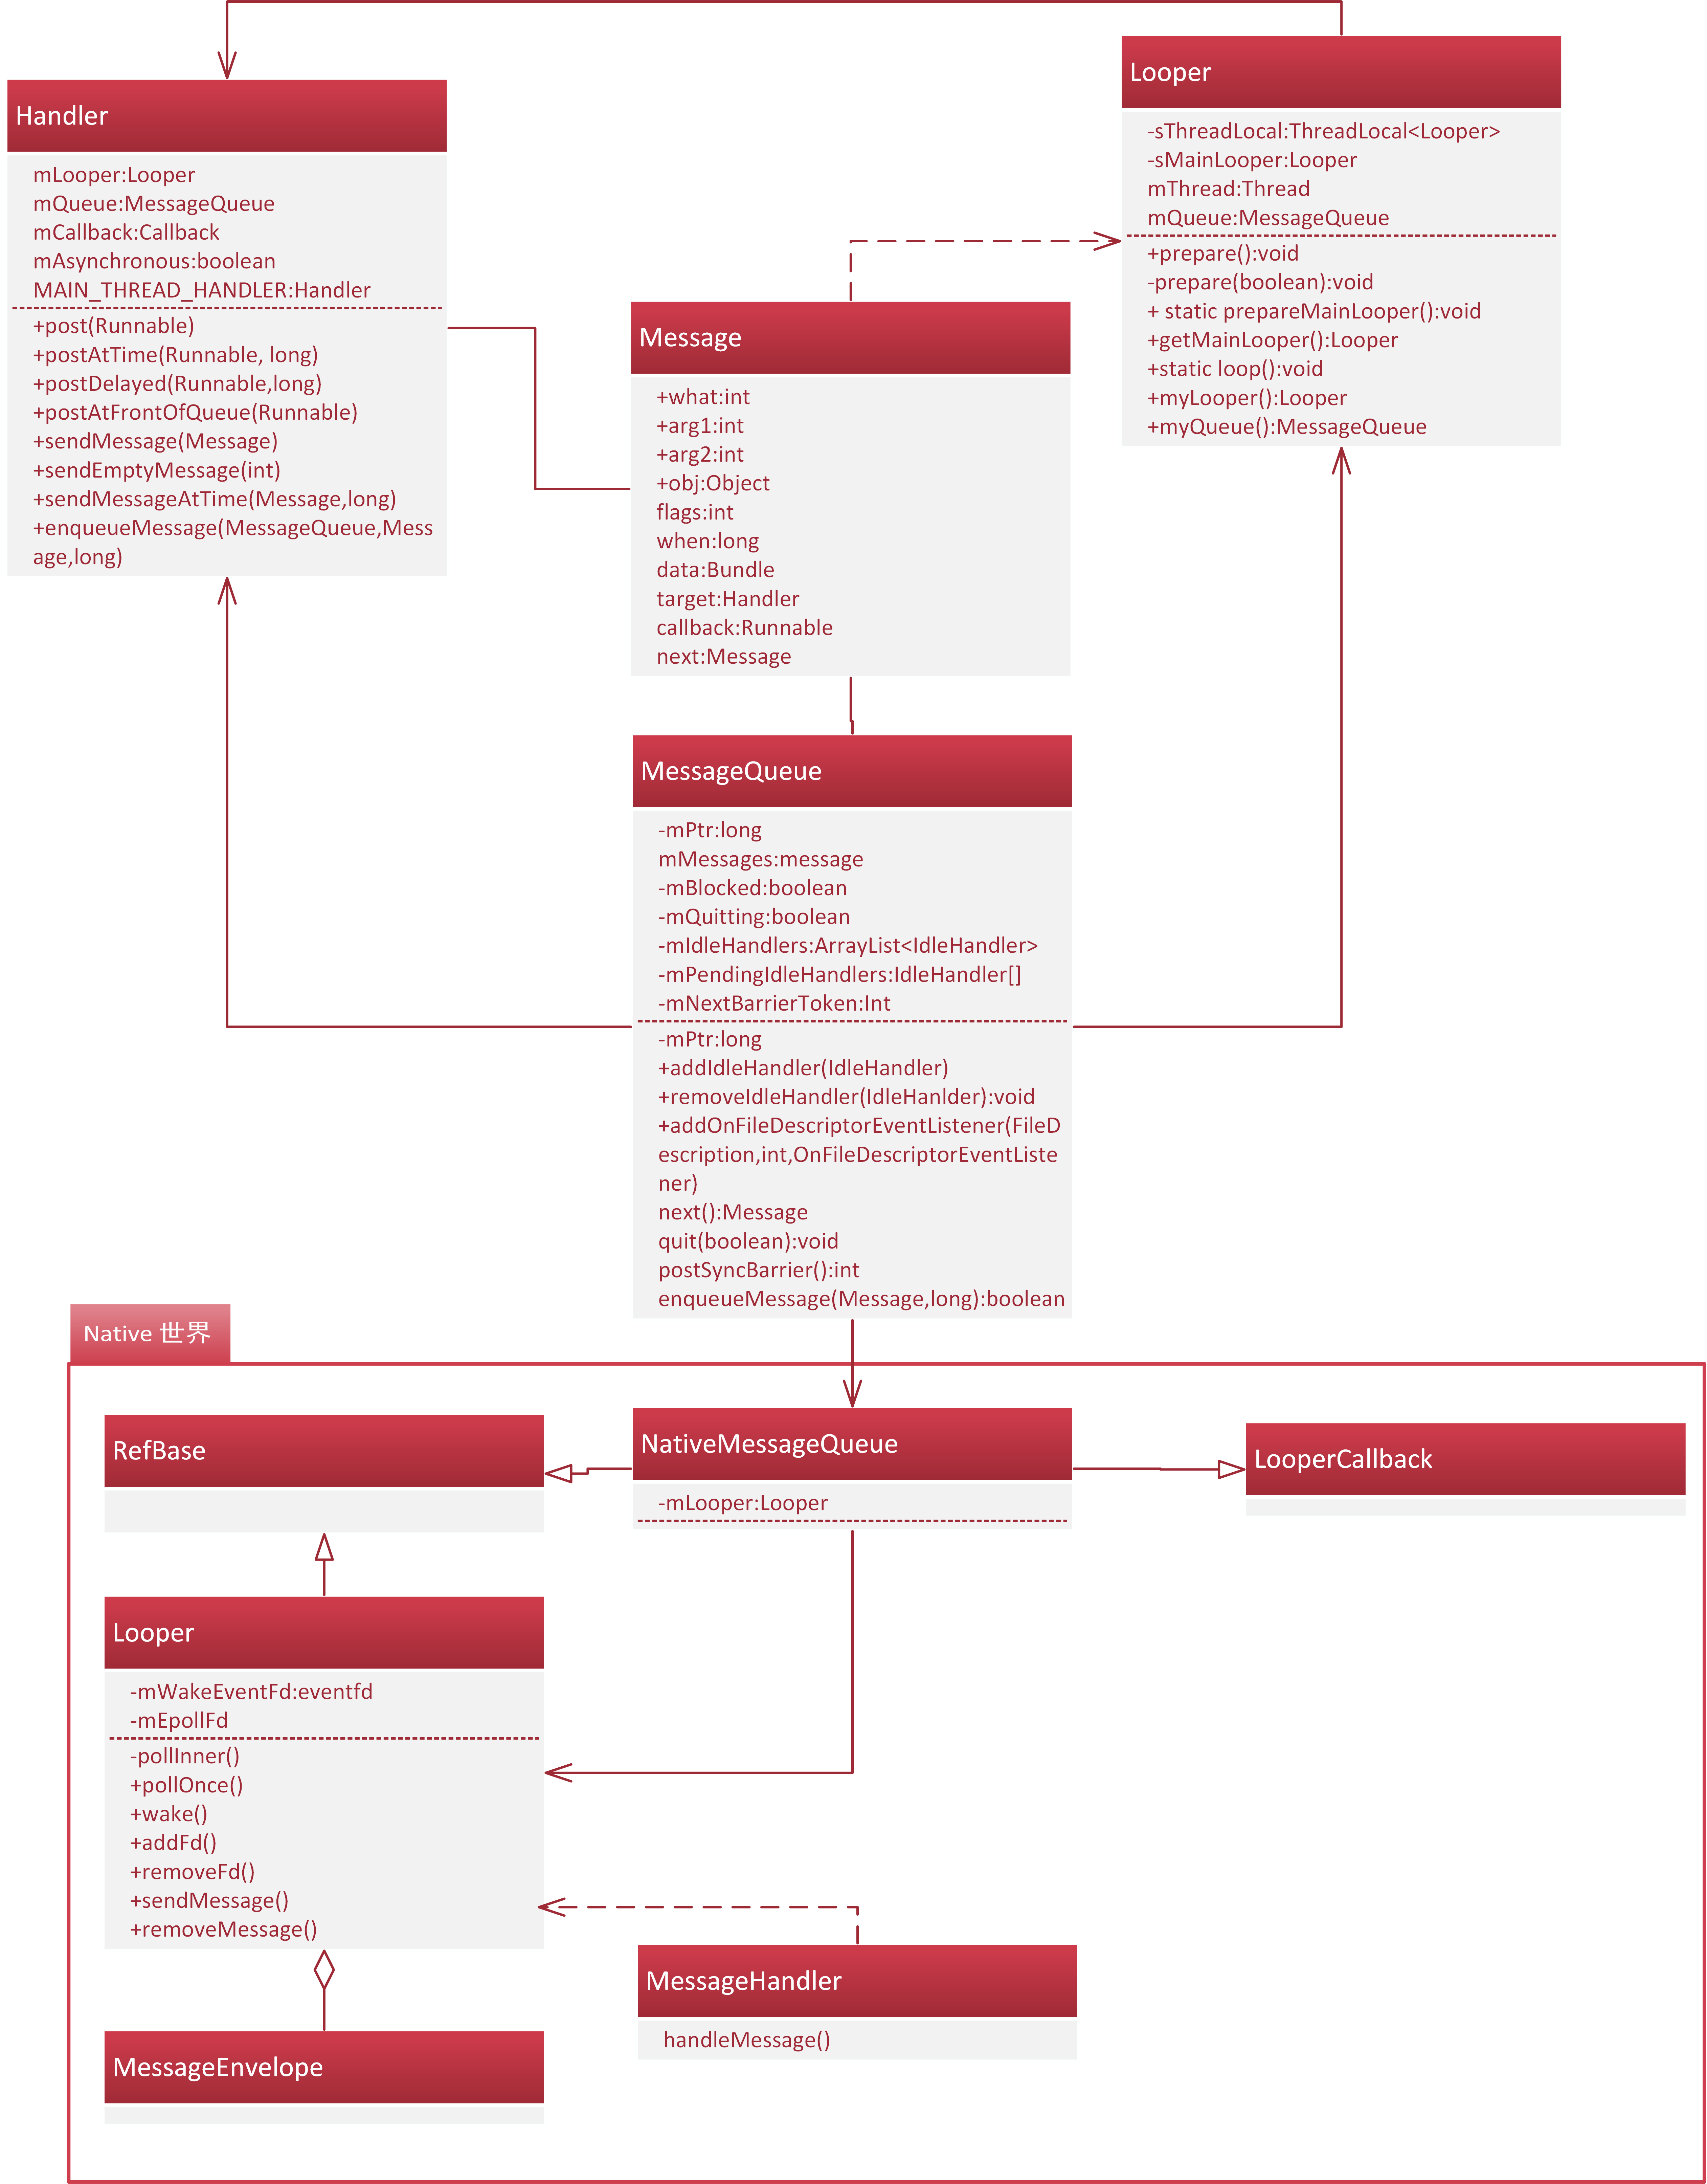 Handler
mLooper:Looper
mQueue:MessageQueue
mCallback:Callback
mAsynchronous:boolean
MAIN_THREAD_HANDLER:Handler
+post(Runnable)
+postAtTime(Runnable, long)
+postDelayed(Runnable,long)
+postAtFrontOfQueue(Runnable)
+sendMessage(Message)
+sendEmptyMessage(int)
+sendMessageAtTime(Message,long)
+enqueueMessage(MessageQueue,Mess
age,long)
Looper
-sThreadLocal:ThreadLocal<Looper>
-sMainLooper:Looper
mThread:Thread
mQueue:MessageQueue
+prepare():void
-prepare(boolean):void
+ static prepareMainLooper():void
+getMainLooper():Looper
+static loop():void
+myLooper():Looper
+myQueue():MessageQueue
Message
+what:int
+arg1:int
+arg2:int
+obj:Object
flags:int
when:long
data:Bundle
target:Handler
callback:Runnable
next:Message
MessageQueue
-mPtr:long
mMessages:message
-mBlocked:boolean
-mQuitting:boolean
-mIdleHandlers:ArrayList<IdleHandler>
-mPendingIdleHandlers:IdleHandler[]
-mNextBarrierToken:Int
-mPtr:long
+addIdleHandler(IdleHandler)
+removeIdleHandler(IdleHanlder):void
+addOnFileDescriptorEventListener(FileD
escription,int,OnFileDescriptorEventListe
ner)
next():Message
quit(boolean):void
postSyncBarrier():int
enqueueMessage(Message,long):boolean
Native 世界
RefBase
NativeMessageQueue
-mLooper:Looper
LooperCallback
Looper
-mWakeEventFd:eventfd
-mEpollFd
-pollInner()
+pollOnce()
+wake()
+addFd()
+removeFd()
+sendMessage()
+removeMessage()
MessageHandler
handleMessage()
MessageEnvelope